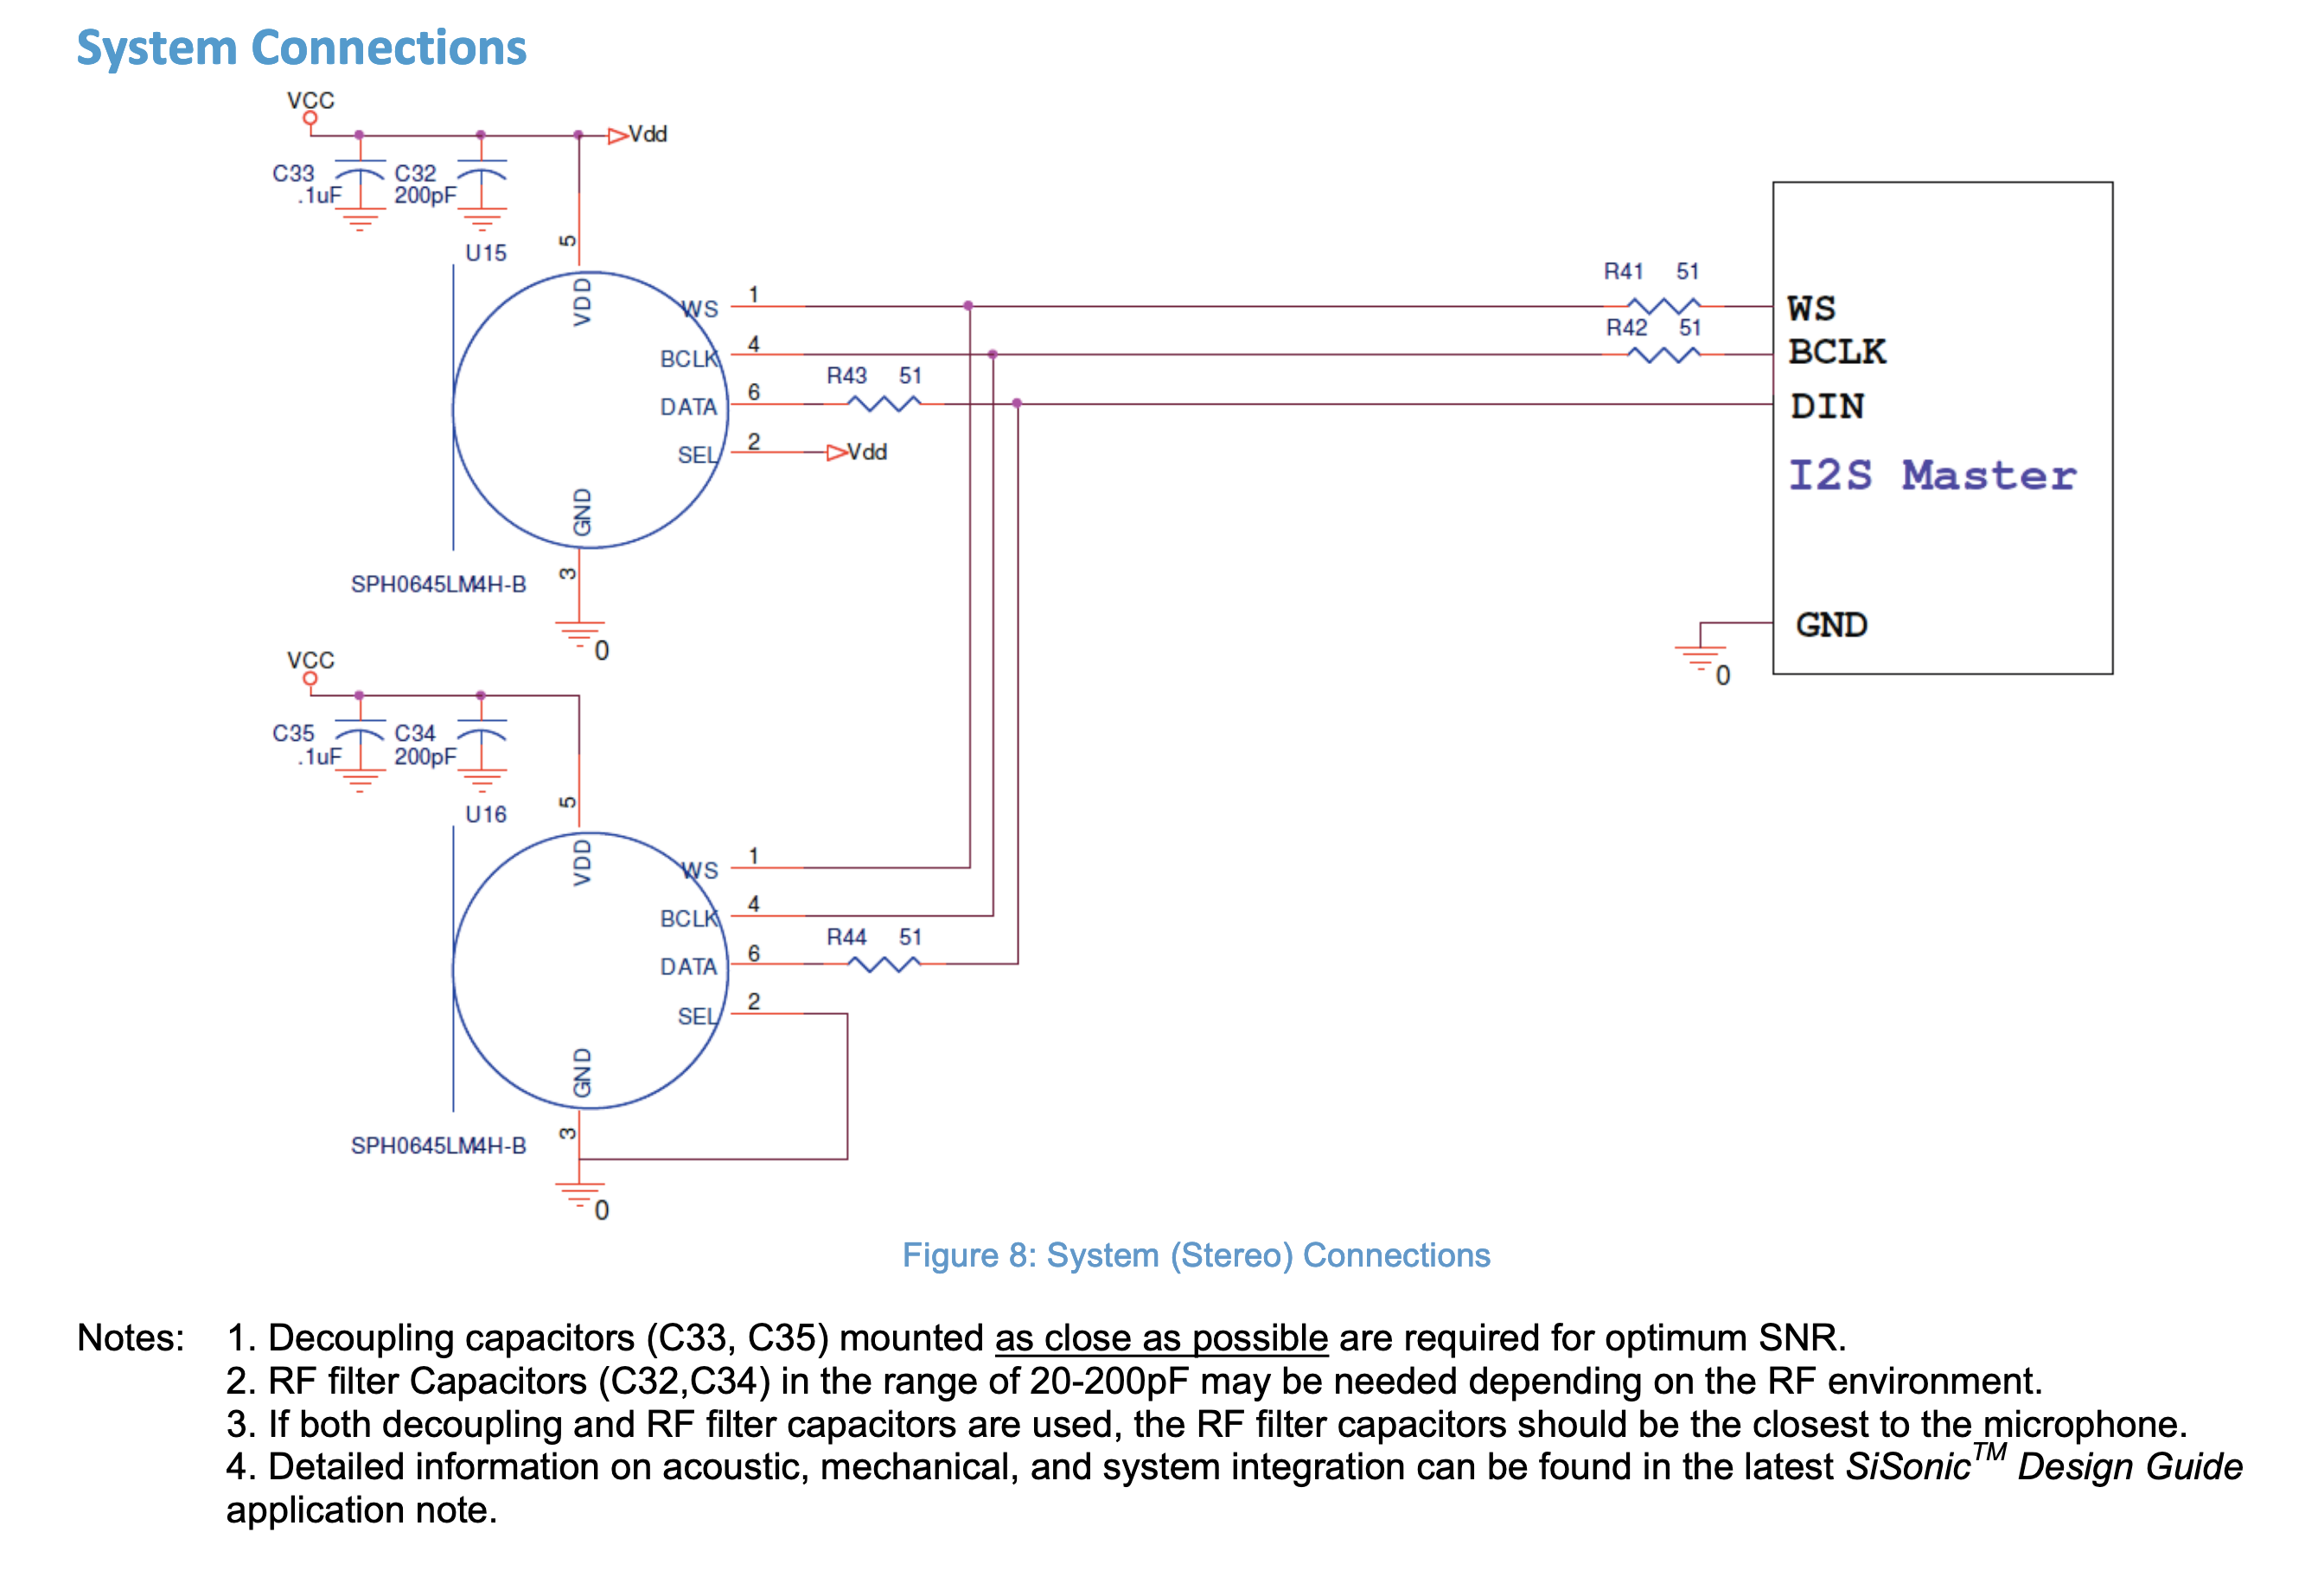 System Connections
VCC
Vdd
C33
.1uF
C32
200pF
U15
5
VDD
WS
1
BCLK
4
DATA
6
SEL
2
Vdd
GND
3
SPH0645LM4H-B
0
R43 51
R41 51
R42 51
WS
BCLK
DIN
I2S Master
GND
0
VCC
C35
.1uF
C34
200pF
U16
5
VDD
WS
1
BCLK
4
DATA
6
SEL
2
GND
3
SPH0645LM4H-B
0
R44 51
Figure 8: System (Stereo) Connections
Notes: 1. Decoupling capacitors (C33, C35) mounted as close as possible are required for optimum SNR.
2. RF filter Capacitors (C32,C34) in the range of 20-200pF may be needed depending on the RF environment.
3. If both decoupling and RF filter capacitors are used, the RF filter capacitors should be the closest to the microphone.
4. Detailed information on acoustic, mechanical, and system integration can be found in the latest SiSonic™ Design Guide
application note.